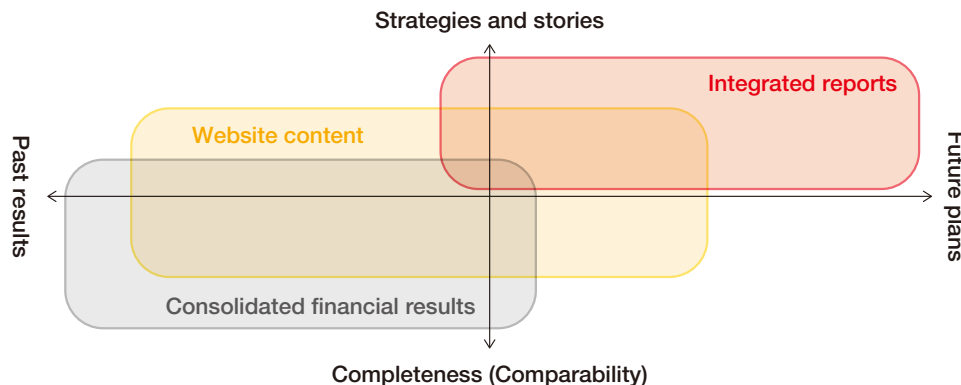 Strategies and stories
Integrated reports
Website content
Past results
Future plans
Consolidated financial results
Completeness (Comparability)